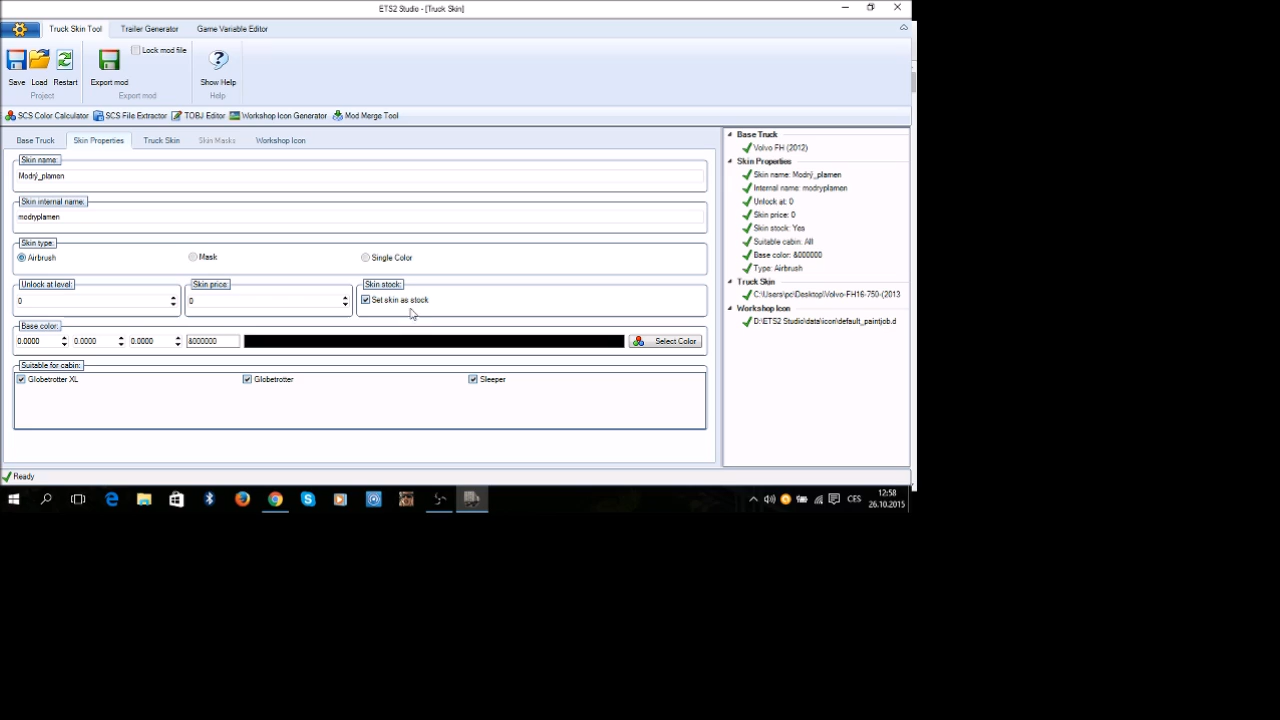 ETS2 Studio - [Truck Skin]
Truck Skin Tool Trailer Generator Game Variable Editor
Lock mod file
Save Load Restart Export mod Show Help
Project Export mod Help
SCS Color Calculator SCS File Extractor TOBJ Editor Workshop Icon Generator Mod Merge Tool
Base Truck Skin Properties Truck Skin Skin Masks Workshop Icon
Skin name:
Modrý_plamen
Skin internal name:
modryplamen
Skin type:
Airbrush Mask Single Color
Unlock at level: Skin price: Skin stock:
0 0 Set skin as stock
Base color:
0.0000 0.0000 0.0000 &000000 Select Color
Suitable for cabin:
Globetrotter XL Globetrotter Sleeper
Base Truck
Volvo FH (2012)
Skin Properties
Skin name: Modrý_plamen
Internal name: modryplamen
Unlock at: 0
Skin price: 0
Skin stock: Yes
Suitable cabin: All
Base color: &000000
Type: Airbrush
Truck Skin
C:\Users\pc\Desktop\Volvo-FH16-750-(2013
Workshop Icon
D:\ETS2 Studio\data\icon\default_paintjob.d
Ready
CES
12:58
26.10.2015